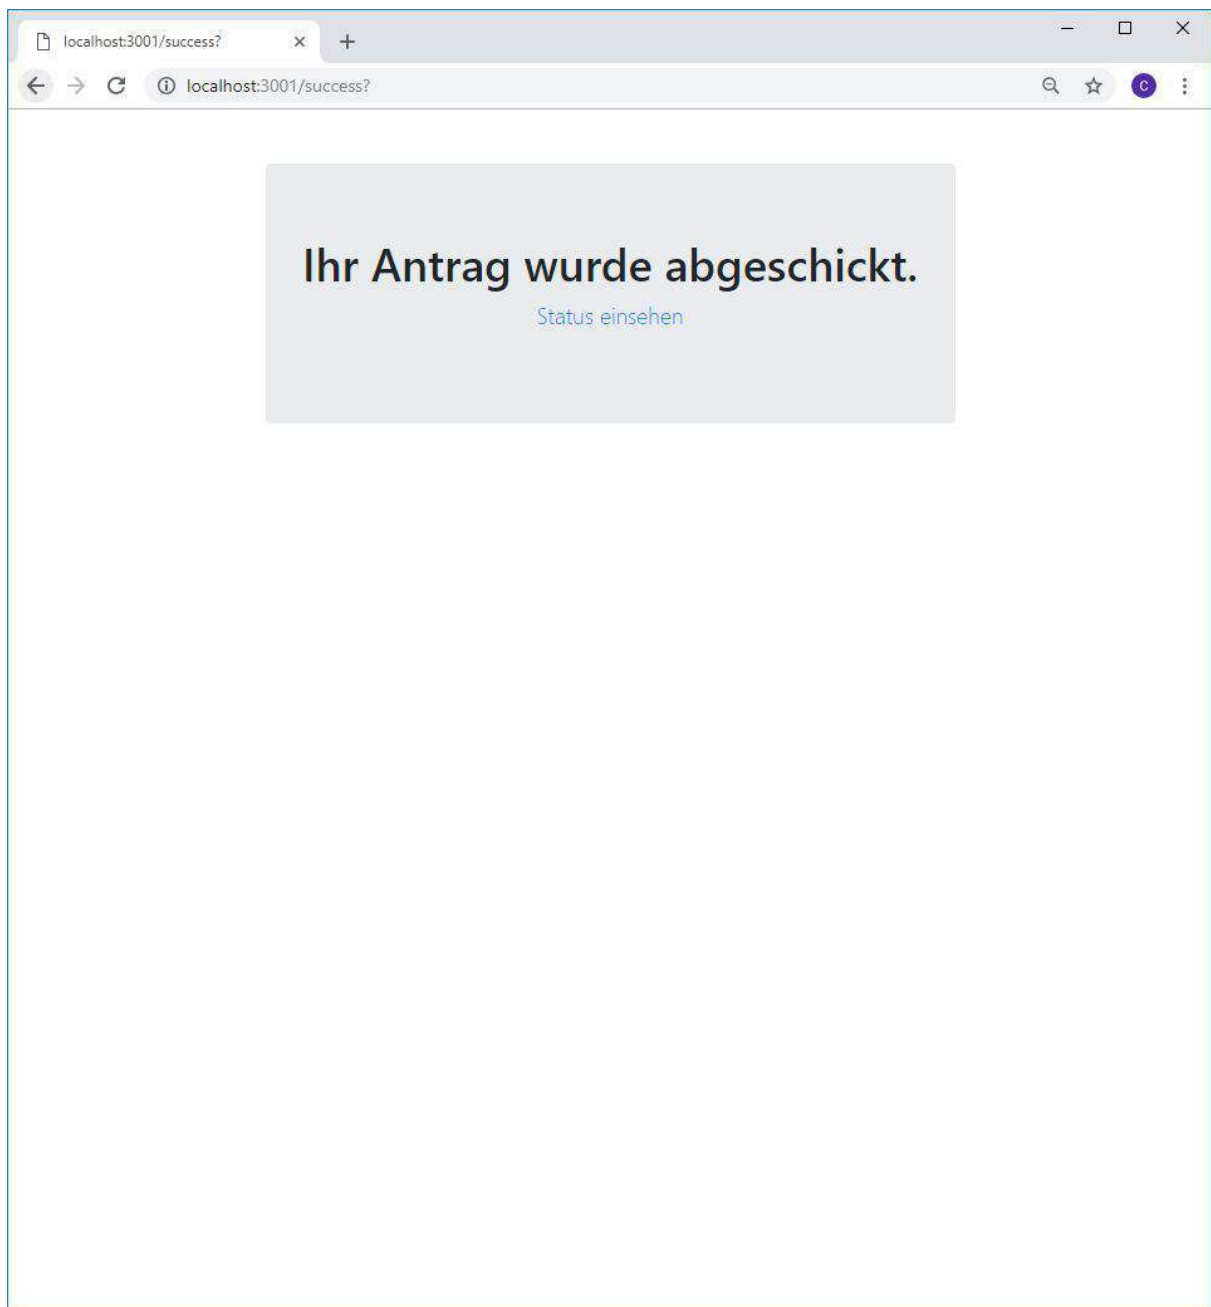 localhost:3001/success?
localhost:3001/success?
C
Ihr Antrag wurde abgeschickt.
Status einsehen